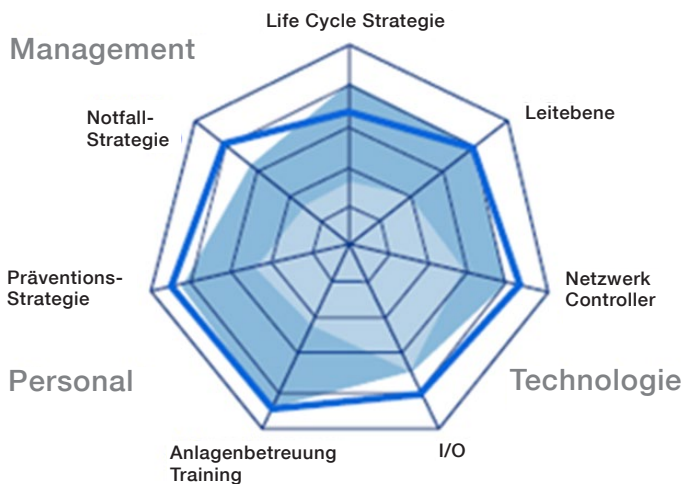 Life Cycle Strategie
Management
Notfall-
Strategie
Leitebene
Präventions-
Strategie
Netzwerk
Controller
Personal
Technologie
Anlagenbetreuung
Training
I/O